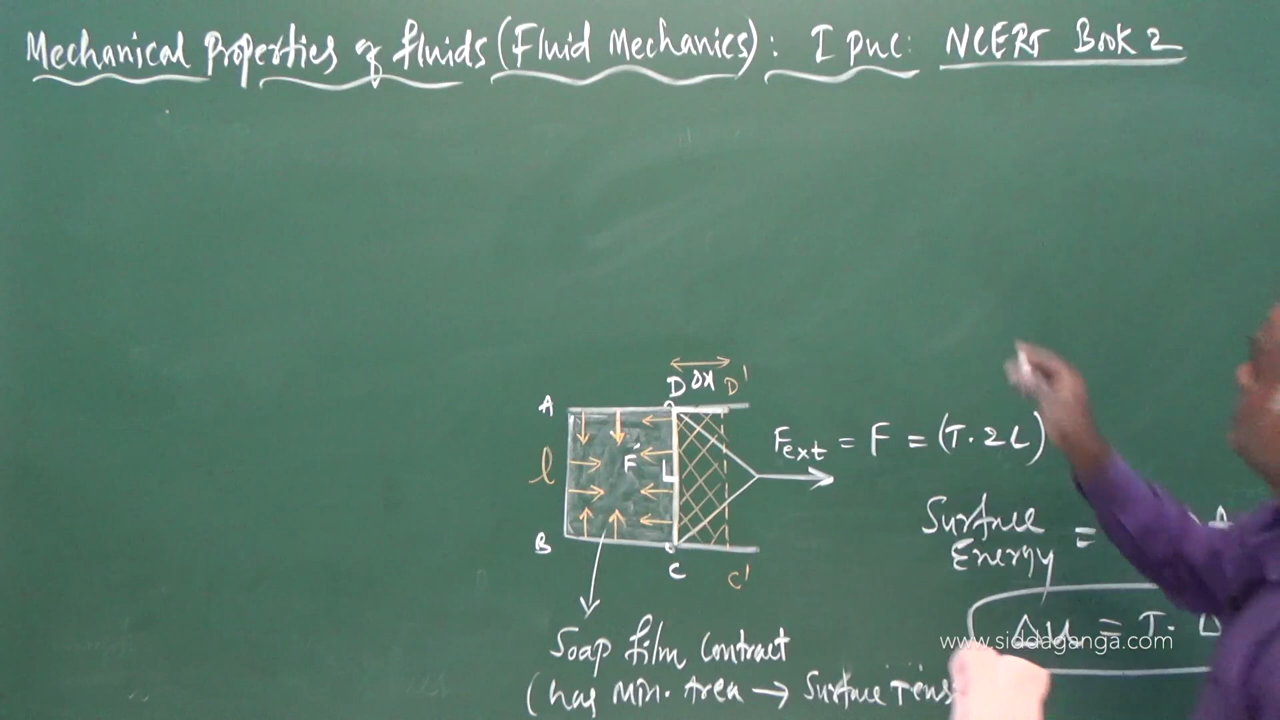 Mechanical Properties of fluids (Fluid Mechanics): I PUC: NCERT Book 2
Δx
D D'
A
l
F
L
B
C C'
F ext = F = (T · 2L)
Surface Energy =
ΔU = T · Δ
www.siddaganga.com
Soap film Contract
(has Min. Area → Surface Tens